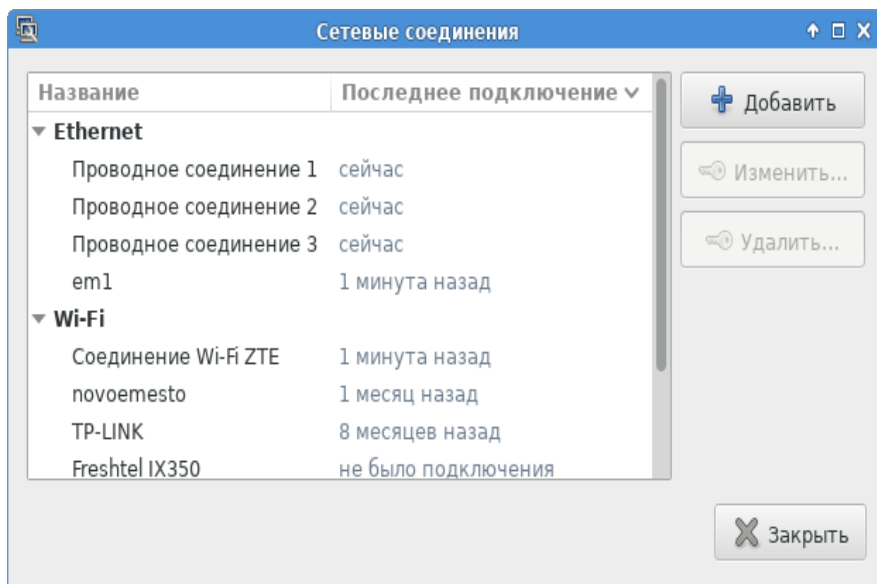 Сетевые соединения
Название Последнее подключение
Ethernet
Проводное соединение 1 сейчас
Проводное соединение 2 сейчас
Проводное соединение 3 сейчас
em1 1 минута назад
Wi-Fi
Соединение Wi-Fi ZTE 1 минута назад
novoemesto 1 месяц назад
TP-LINK 8 месяцев назад
Freshtel IX350 не было подключения
Добавить
Изменить...
Удалить...
Закрыть